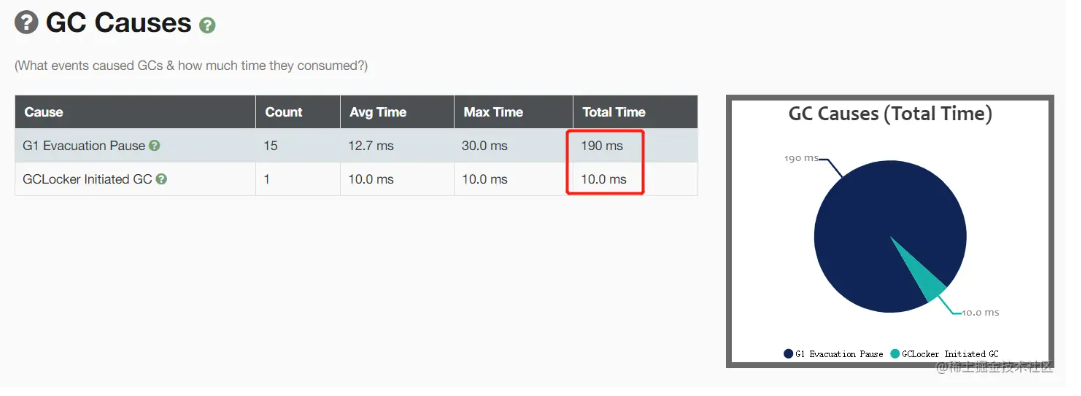 GC Causes
(What events caused GCs & how much time they consumed?)
Cause Count Avg Time Max Time Total Time
G1 Evacuation Pause 15 12.7 ms 30.0 ms 190 ms
GCLocker Initiated GC 1 10.0 ms 10.0 ms 10.0 ms
GC Causes (Total Time)
190 ms
10.0 ms
G1 Evacuation Pause GCLocker Initiated GC
@稀土掘金技术社区